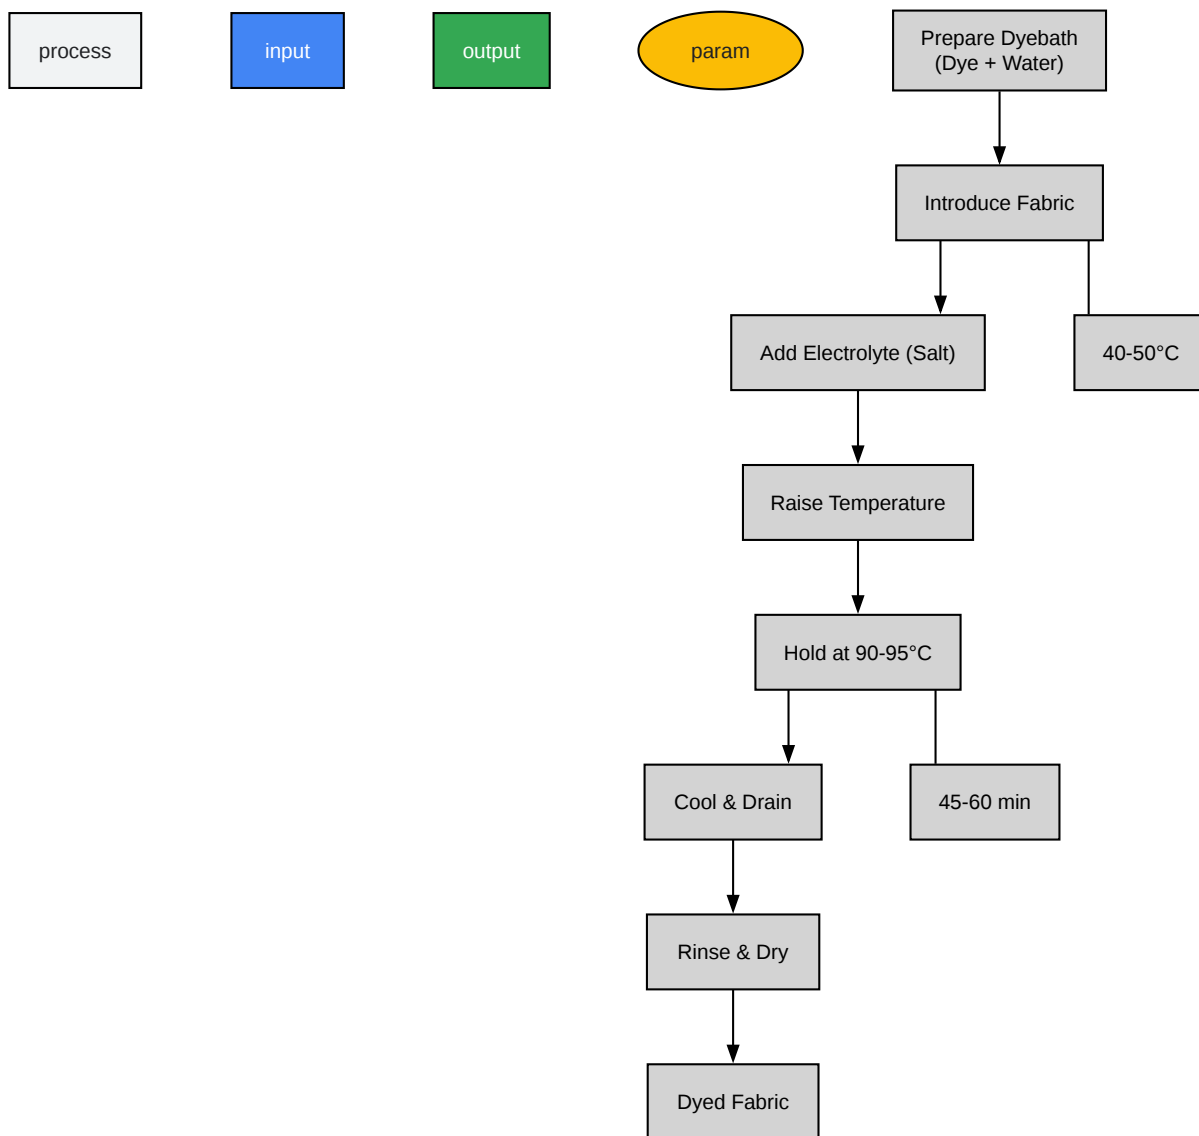 process
input
output
param
Prepare Dyebath
(Dye + Water)
Introduce Fabric
Add Electrolyte (Salt)
40-50°C
Raise Temperature
Hold at 90-95°C
Cool & Drain
45-60 min
Rinse & Dry
Dyed Fabric